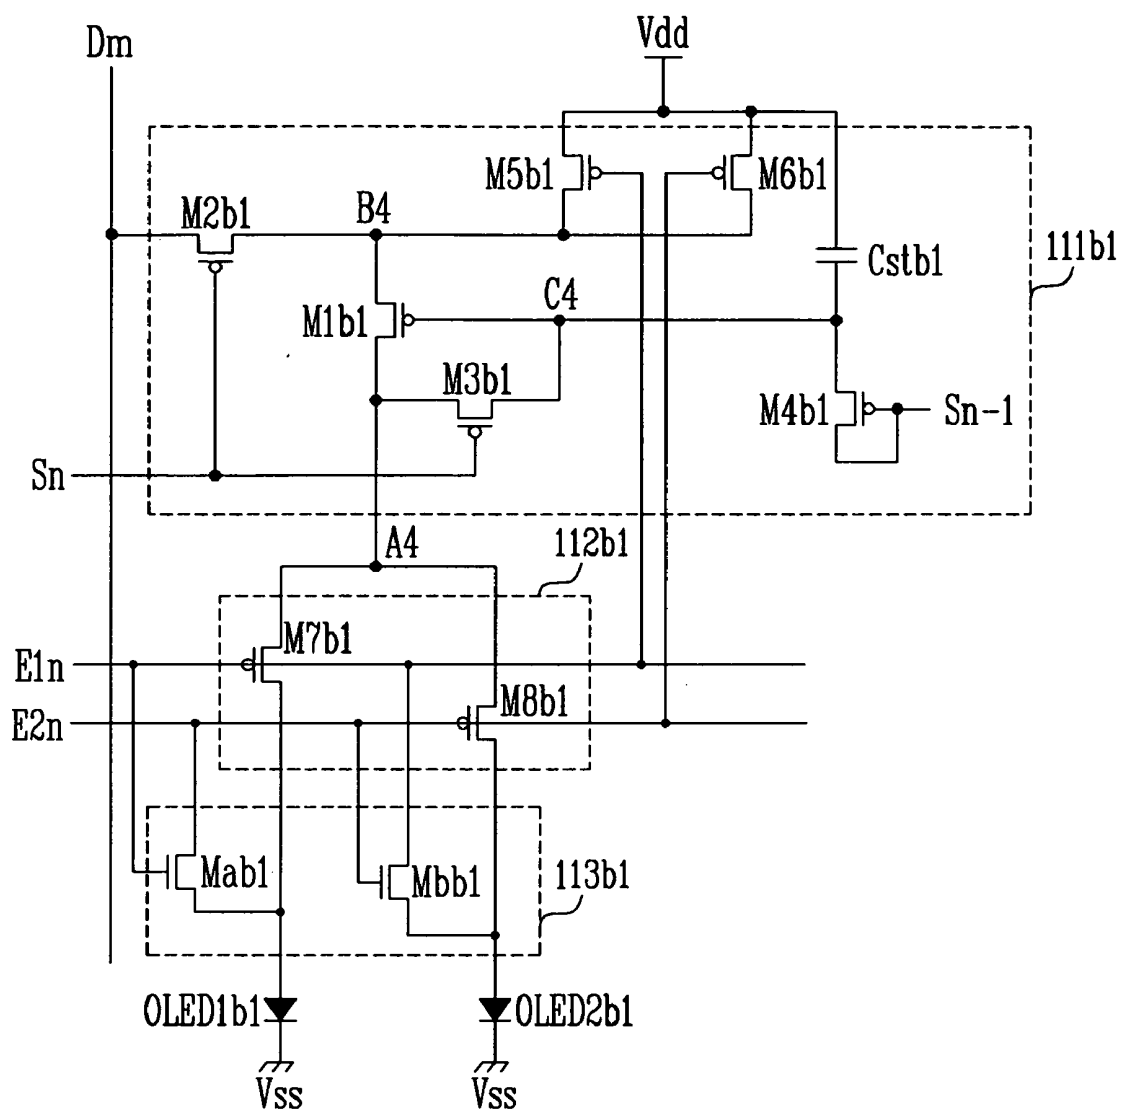 Vdd
Dm
M5b1
M6b1
M2b1
B4
111b1
Cstb1
C4
M1b1
M3b1
M4b1
Sn-1
Sn
A4
112b1
M7b1
E1n
M8b1
E2n
Mab1
Mbb1
113b1
OLED1b1
OLED2b1
Vss
Vss